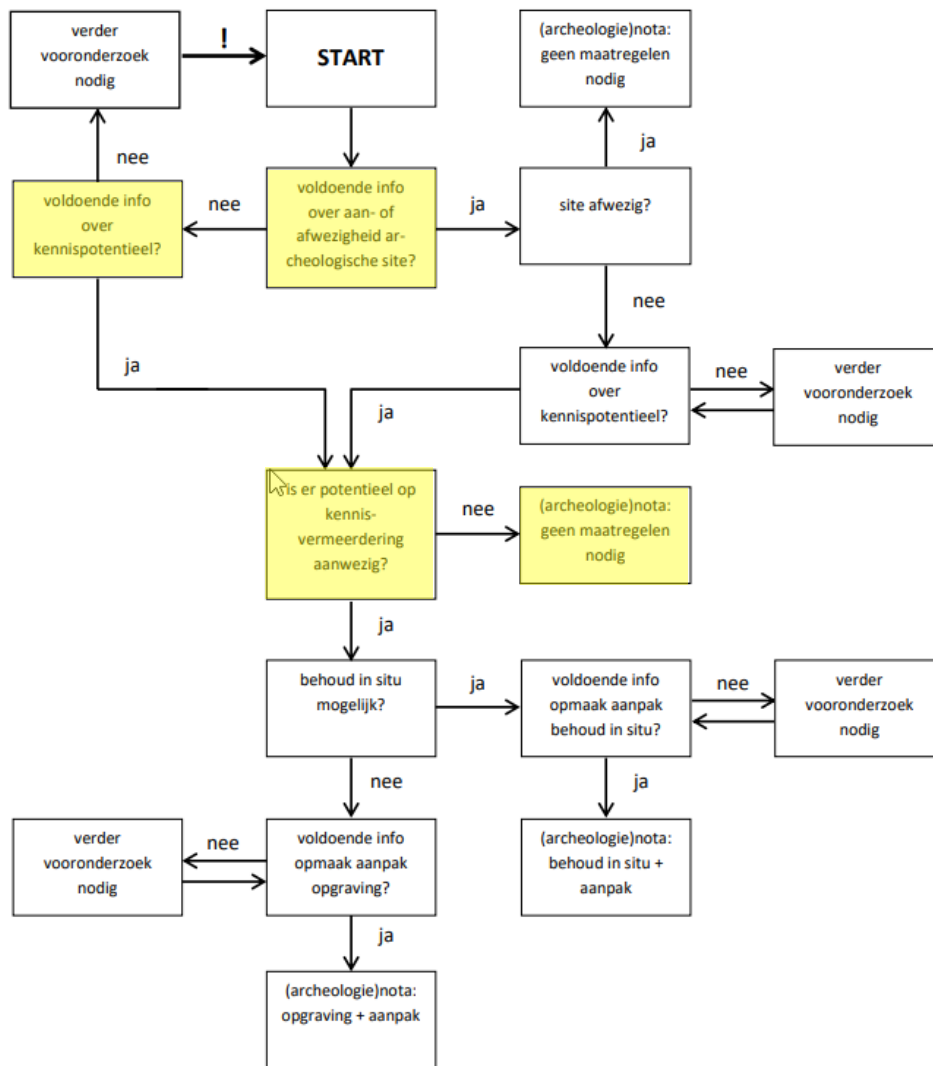 verder
vooronderzoek
nodig
!
START
(archeologie)nota:
geen maatregelen
nodig
nee
ja
voldoende info
over
kennispotentieel?
nee
voldoende info
over aan- of
afwezigheid ar-
cheologische site?
ja
site afwezig?
nee
ja
voldoende info
over
kennispotentieel?
nee
verder
vooronderzoek
nodig
ja
is er potentieel op
kennis-
vermeerdering
aanwezig?
nee
(archeologie)nota:
geen maatregelen
nodig
ja
behoud in situ
mogelijk?
ja
voldoende info
opmaak aanpak
behoud in situ?
nee
verder
vooronderzoek
nodig
nee
ja
verder
vooronderzoek
nodig
nee
voldoende info
opmaak aanpak
opgraving?
(archeologie)nota:
behoud in situ +
aanpak
ja
(archeologie)nota:
opgraving + aanpak